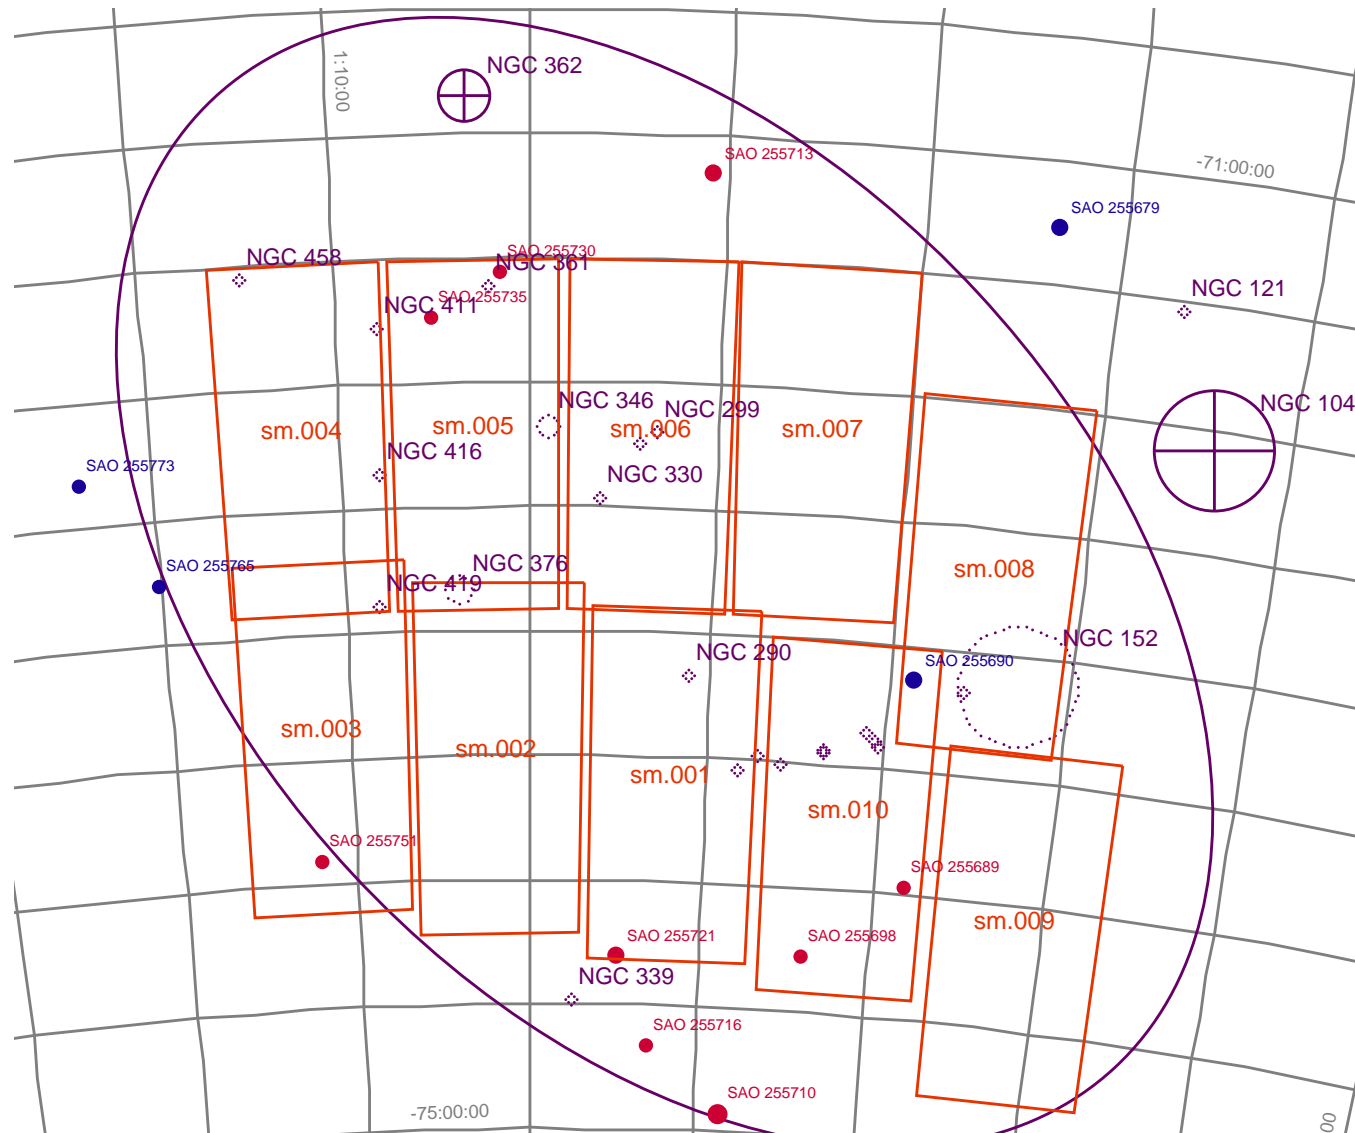 NGC 362
1:10:00
SAO 255713
-71:00:00
SAO 255679
NGC 458
SAO 255730
NGC 361
SAO 255735
NGC 411
NGC 121
NGC 346
NGC 299
NGC 104
sm.004
sm.005
sm.006
sm.007
NGC 416
SAO 255773
NGC 330
SAO 255765
NGC 376
NGC 419
sm.008
NGC 290
SAO 255690
NGC 152
sm.003
sm.002
sm.001
sm.010
SAO 255751
SAO 255689
sm.009
SAO 255721
SAO 255698
NGC 339
SAO 255716
SAO 255710
-75:00:00
00